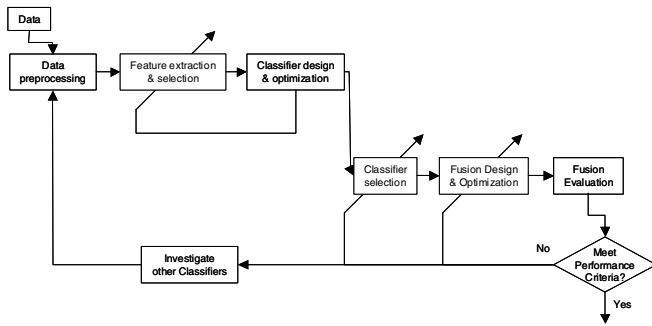 Data
Data
preprocessing
Feature extraction
& selection
Classifier design
& optimization
Classifier
selection
Fusion Design
& Optimization
Fusion
Evaluation
Investigate
other Classifiers
No
Meet
Performance
Criteria?
Yes